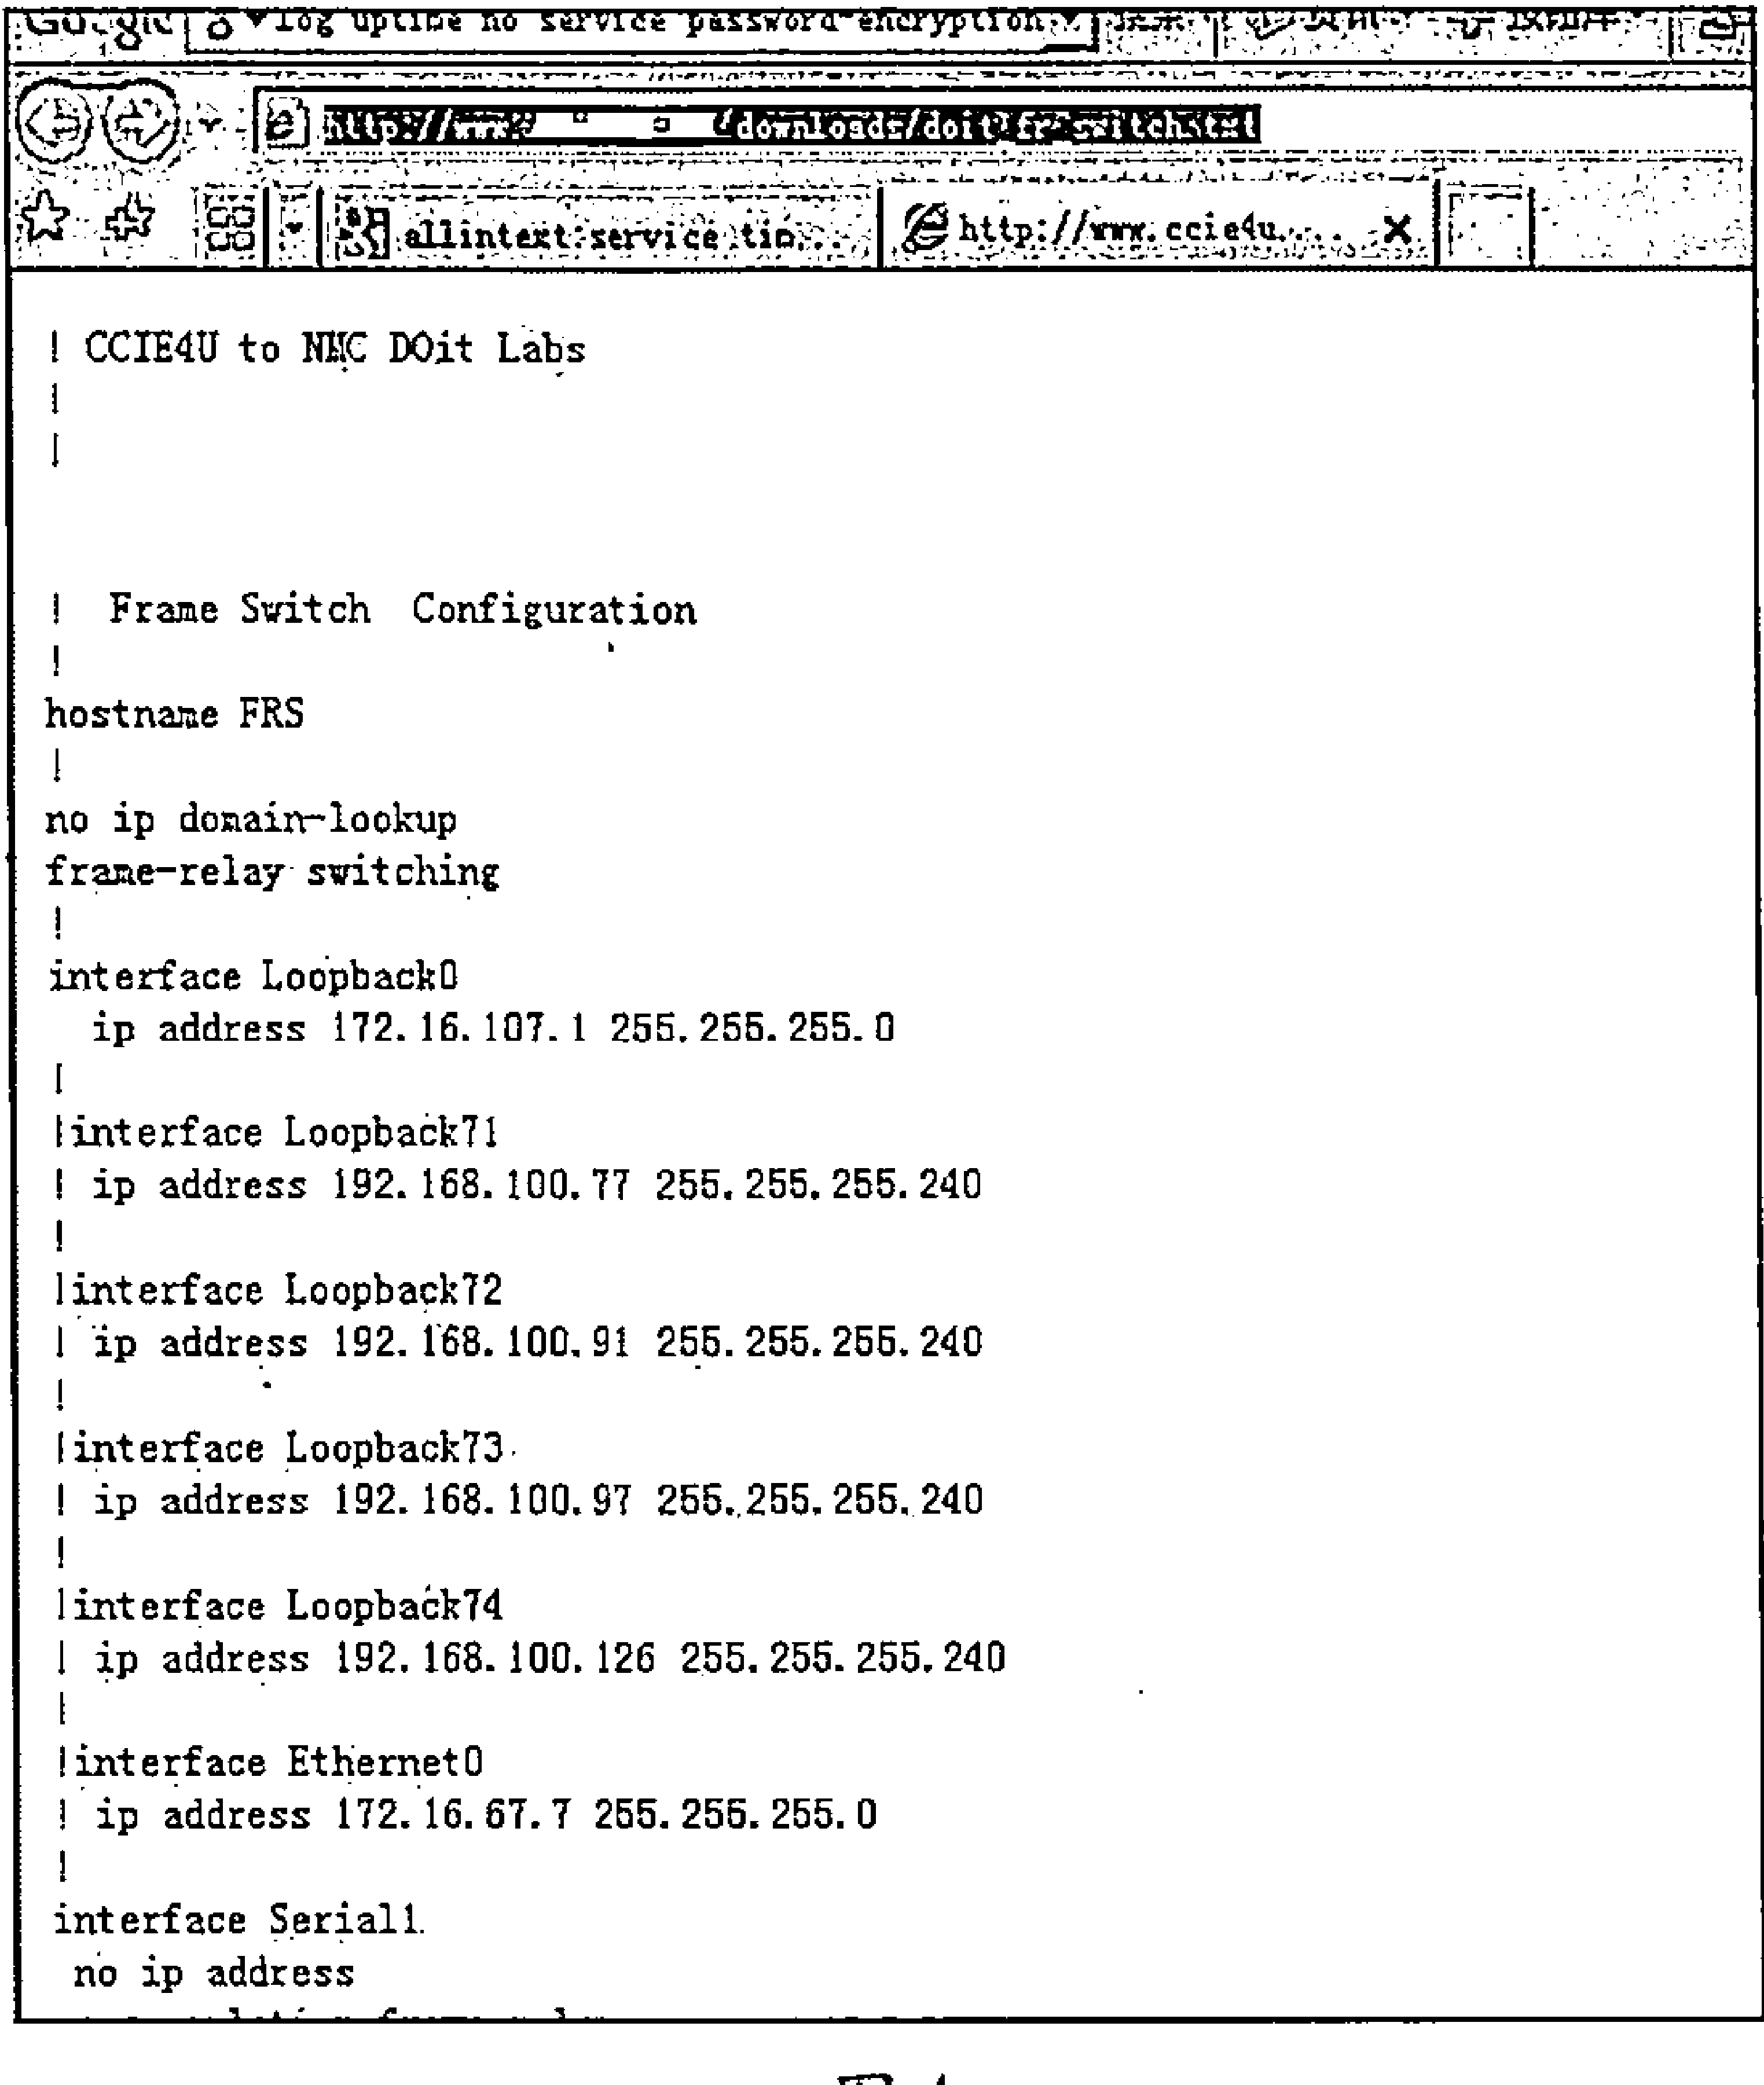 Google log uptime no service password-encryption
http://www. /downloads/
allintext:service tim... http://www.ccie4u.... X
! CCIE4U to NMC DOit Labs
!
!
! Frame Switch Configuration
!
hostname FRS
!
no ip domain-lookup
frame-relay switching
!
interface Loopback0
ip address 172.16.107.1 255.255.255.0
!
!interface Loopback71
! ip address 192.168.100.77 255.255.255.240
!
!interface Loopback72
! ip address 192.168.100.91 255.255.255.240
!
!interface Loopback73
! ip address 192.168.100.97 255.255.255.240
!
!interface Loopback74
! ip address 192.168.100.126 255.255.255.240
!
!interface Ethernet0
! ip address 172.16.67.7 255.255.255.0
!
interface Serial1
no ip address